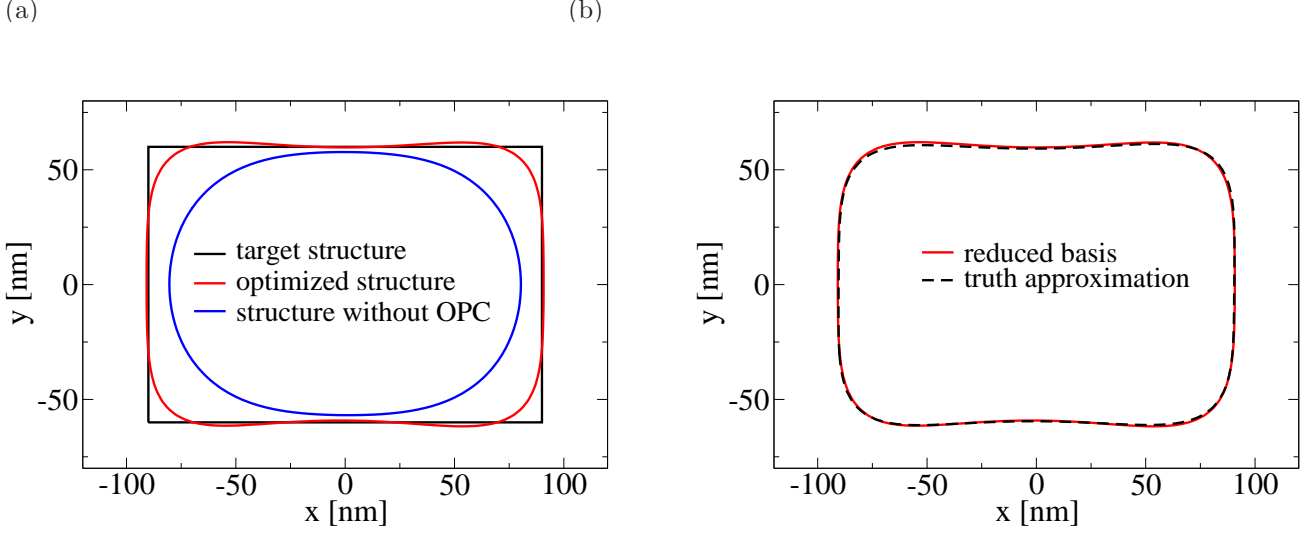 (a)
(b)
50
0
-50
y [nm]
target structure
optimized structure
structure without OPC
-100 -50 0 50 100
x [nm]
50
0
-50
y [nm]
reduced basis
truth approximation
-100 -50 0 50 100
x [nm]